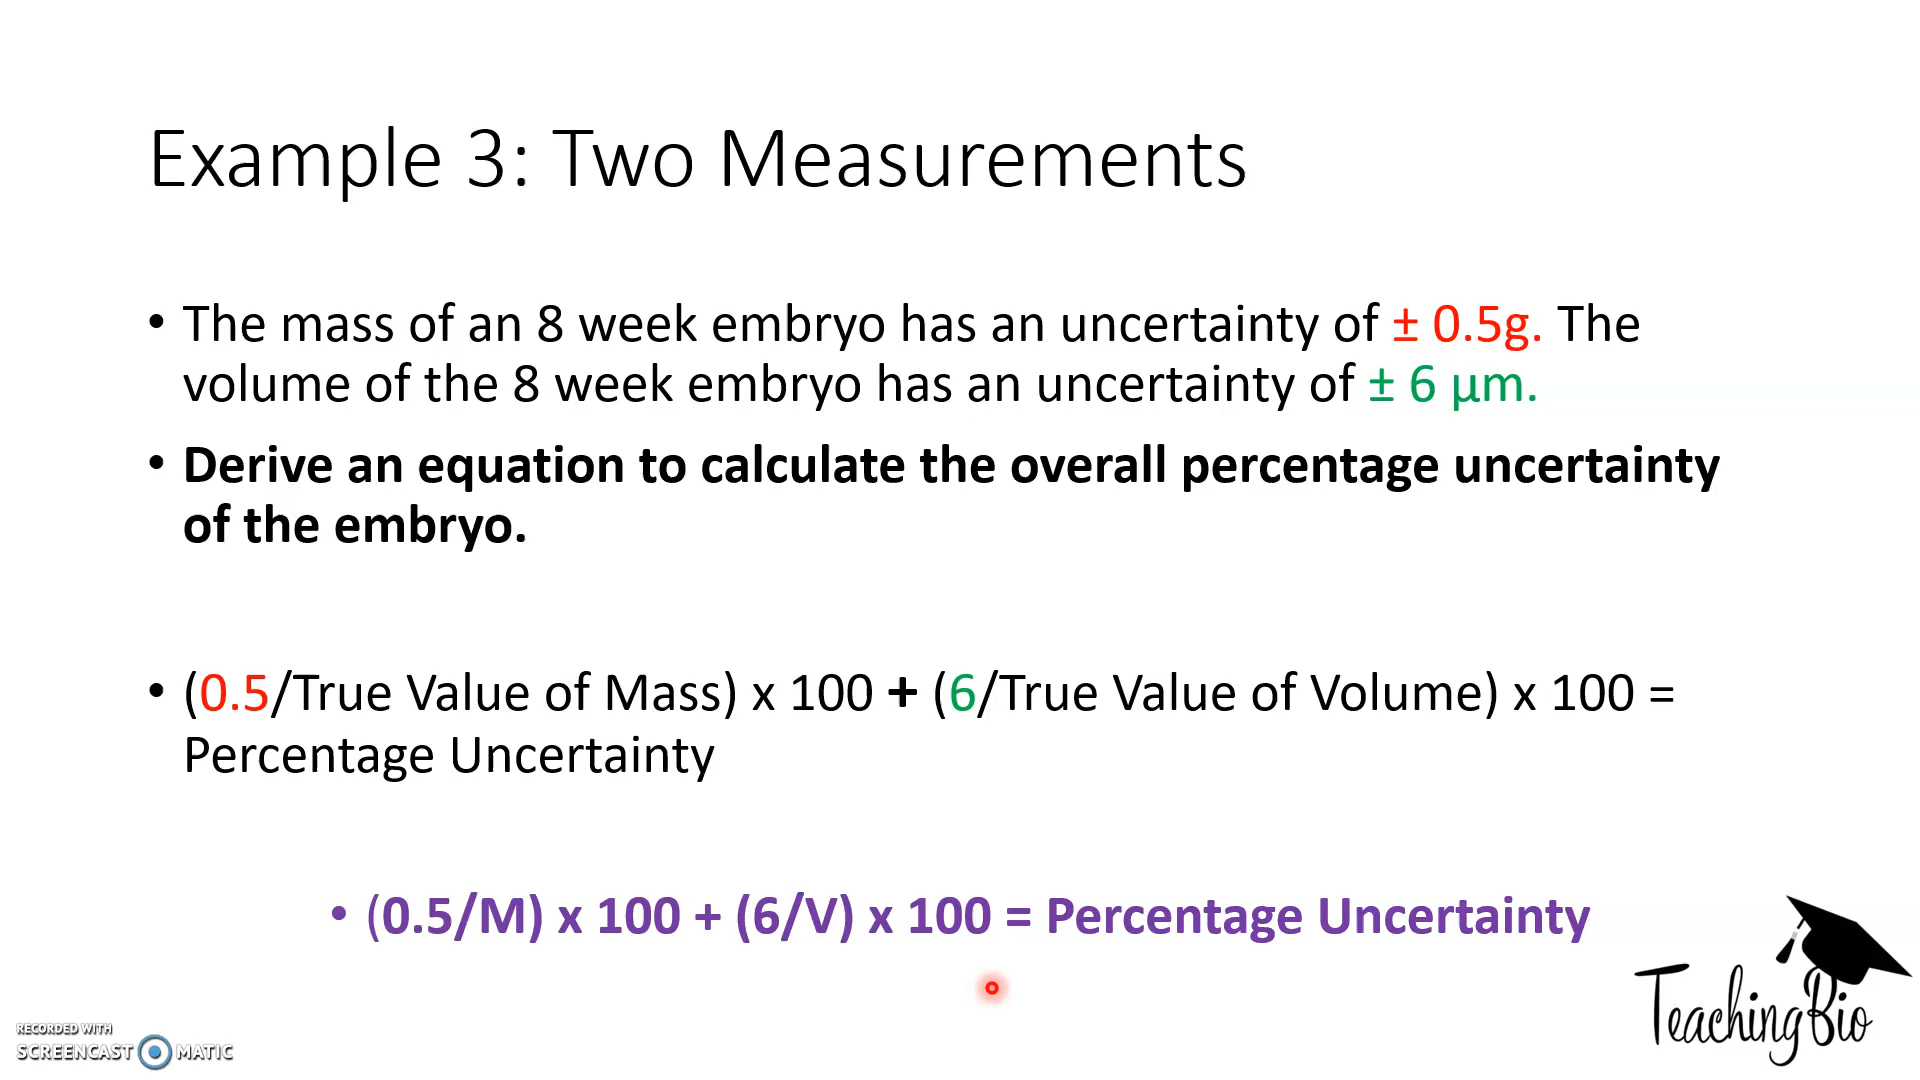 Example 3: Two Measurements
• The mass of an 8 week embryo has an uncertainty of ± 0.5g. The
volume of the 8 week embryo has an uncertainty of ± 6 µm.
• Derive an equation to calculate the overall percentage uncertainty
of the embryo.
• (0.5/True Value of Mass) x 100 + (6/True Value of Volume) x 100 =
Percentage Uncertainty
• (0.5/M) x 100 + (6/V) x 100 = Percentage Uncertainty
TeachingBio
RECORDED WITH
SCREENCAST MATIC